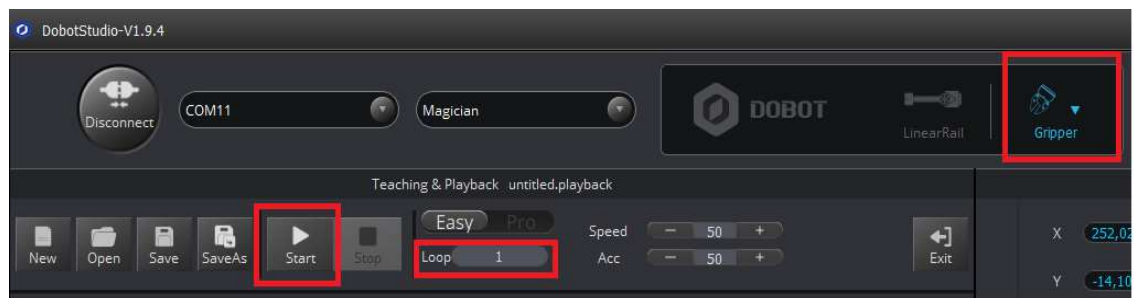 DobotStudio-V1.9.4
Disconnect
COM11
Magician
DOBOT
LinearRail
Gripper
Teaching & Playback untitled.playback
New
Open
Save
SaveAs
Start
Stop
Easy Pro
Loop 1
Speed − 50 +
Acc − 50 +
Exit
X 252,02
Y -14,10